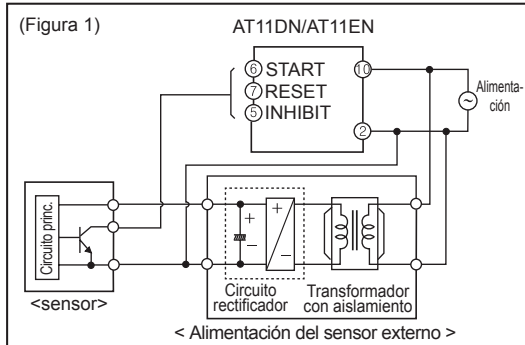 (Figura 1)
AT11DN/AT11EN
6 START
7 RESET
5 INHIBIT
10
2
Alimenta-
ción
~
Circuito princ.
<sensor>
+
−
+
−
Circuito
rectificador
Transformador
con aislamiento
< Alimentación del sensor externo >